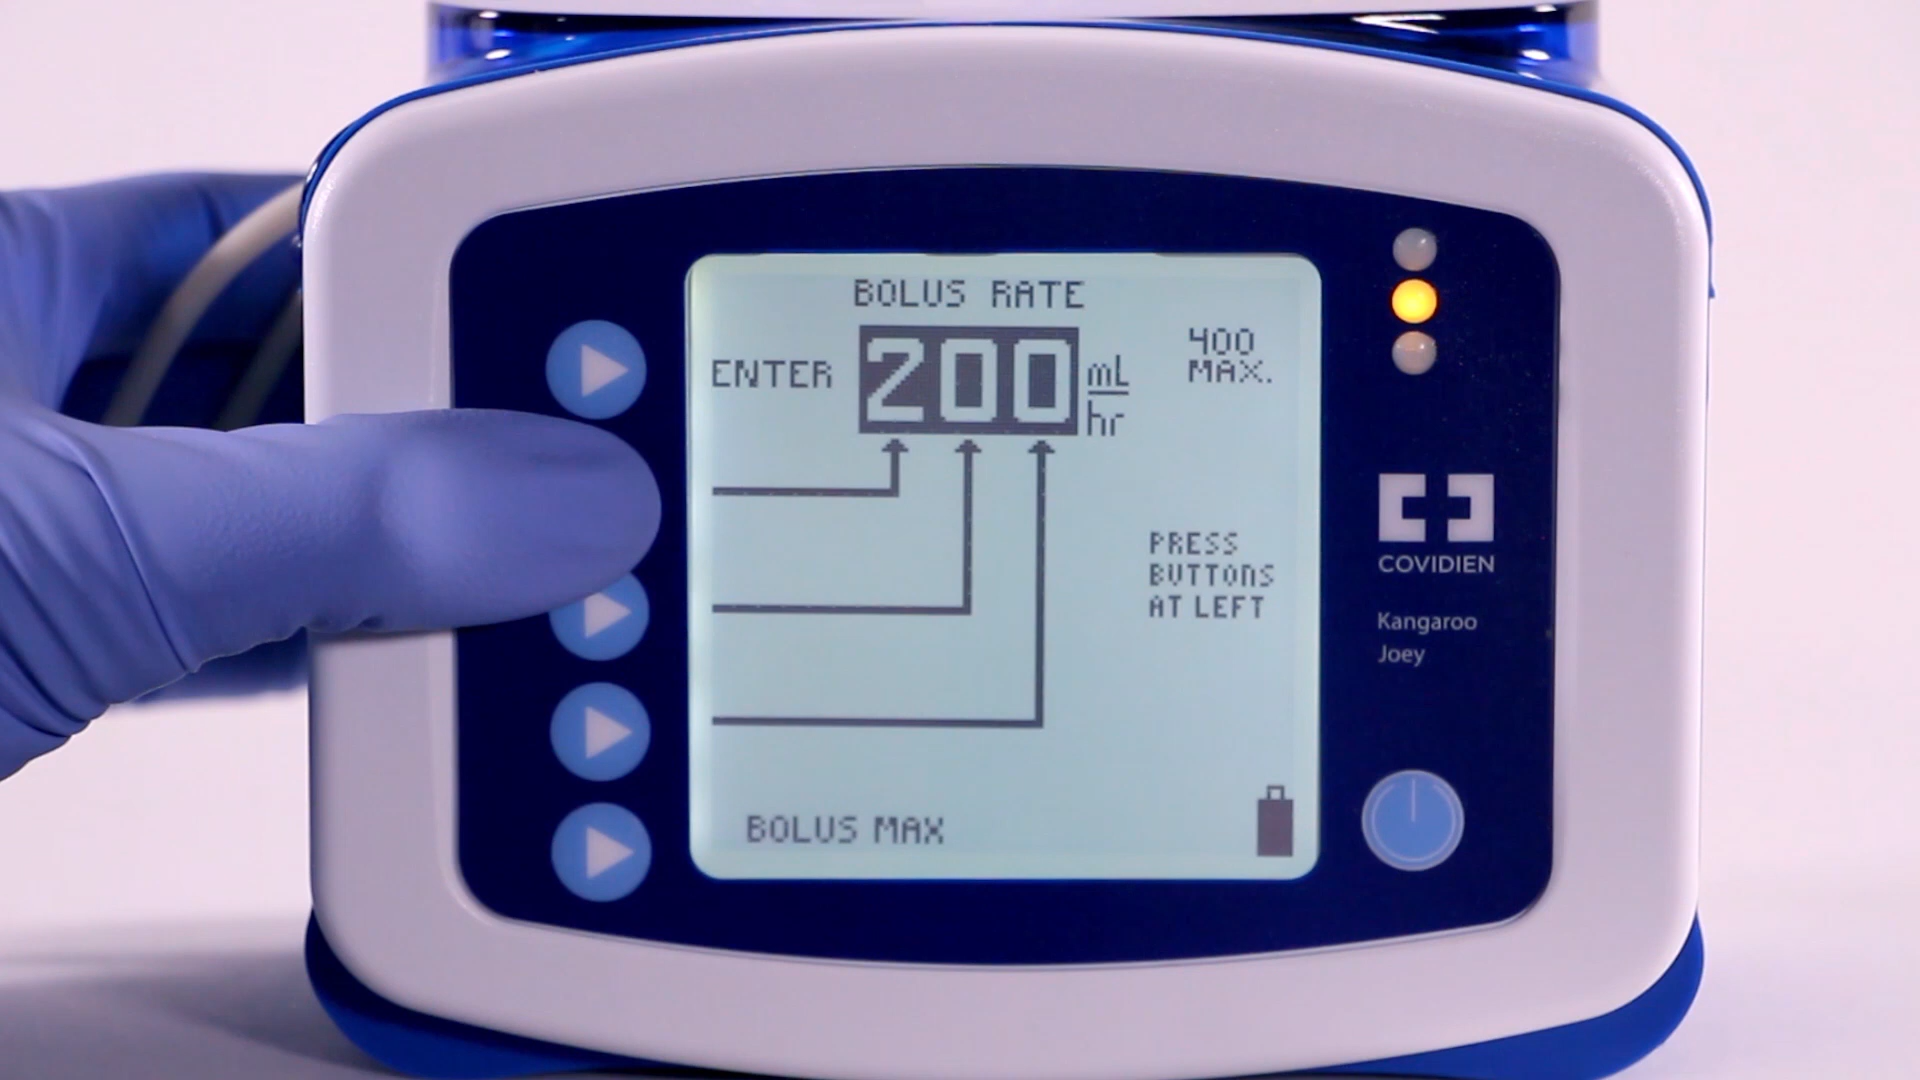 BOLUS RATE
ENTER 200 mL/hr
400
MAX.
PRESS
BUTTONS
AT LEFT
BOLUS MAX
COVIDIEN
Kangaroo
Joey